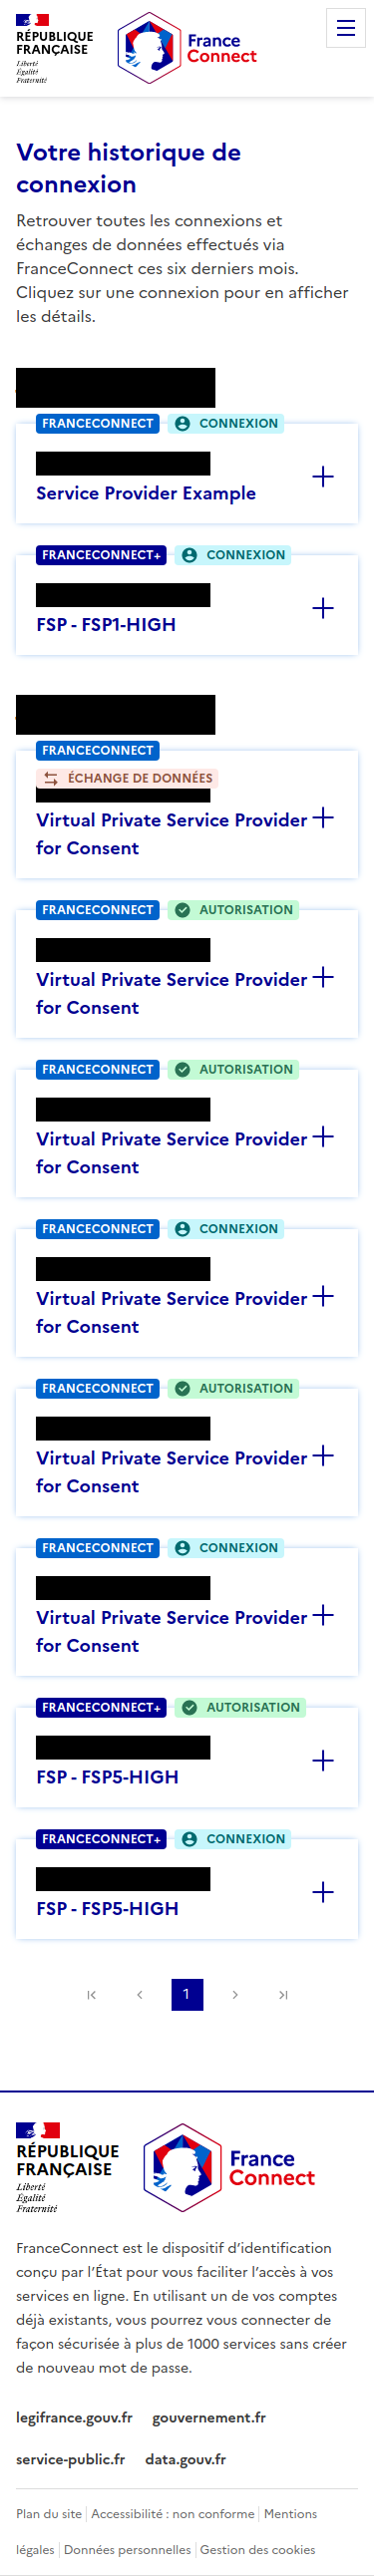 RÉPUBLIQUE
FRANÇAISE
Liberté
Égalité
Fraternité
France
Connect
Votre historique de
connexion
Retrouver toutes les connexions et
échanges de données effectués via
FranceConnect ces six derniers mois.
Cliquez sur une connexion pour en afficher
les détails.
FRANCECONNECT CONNEXION
Service Provider Example
FRANCECONNECT+ CONNEXION
FSP - FSP1-HIGH
FRANCECONNECT
ÉCHANGE DE DONNÉES
Virtual Private Service Provider
for Consent
FRANCECONNECT AUTORISATION
Virtual Private Service Provider
for Consent
FRANCECONNECT AUTORISATION
Virtual Private Service Provider
for Consent
FRANCECONNECT CONNEXION
Virtual Private Service Provider
for Consent
FRANCECONNECT AUTORISATION
Virtual Private Service Provider
for Consent
FRANCECONNECT CONNEXION
Virtual Private Service Provider
for Consent
FRANCECONNECT+ AUTORISATION
FSP - FSP5-HIGH
FRANCECONNECT+ CONNEXION
FSP - FSP5-HIGH
1
RÉPUBLIQUE
FRANÇAISE
Liberté
Égalité
Fraternité
France
Connect
FranceConnect est le dispositif d’identification
conçu par l’État pour vous faciliter l’accès à vos
services en ligne. En utilisant un de vos comptes
déjà existants, vous pourrez vous connecter de
façon sécurisée à plus de 1000 services sans créer
de nouveau mot de passe.
legifrance.gouv.fr gouvernement.fr
service-public.fr data.gouv.fr
Plan du site Accessibilité : non conforme Mentions
légales Données personnelles Gestion des cookies